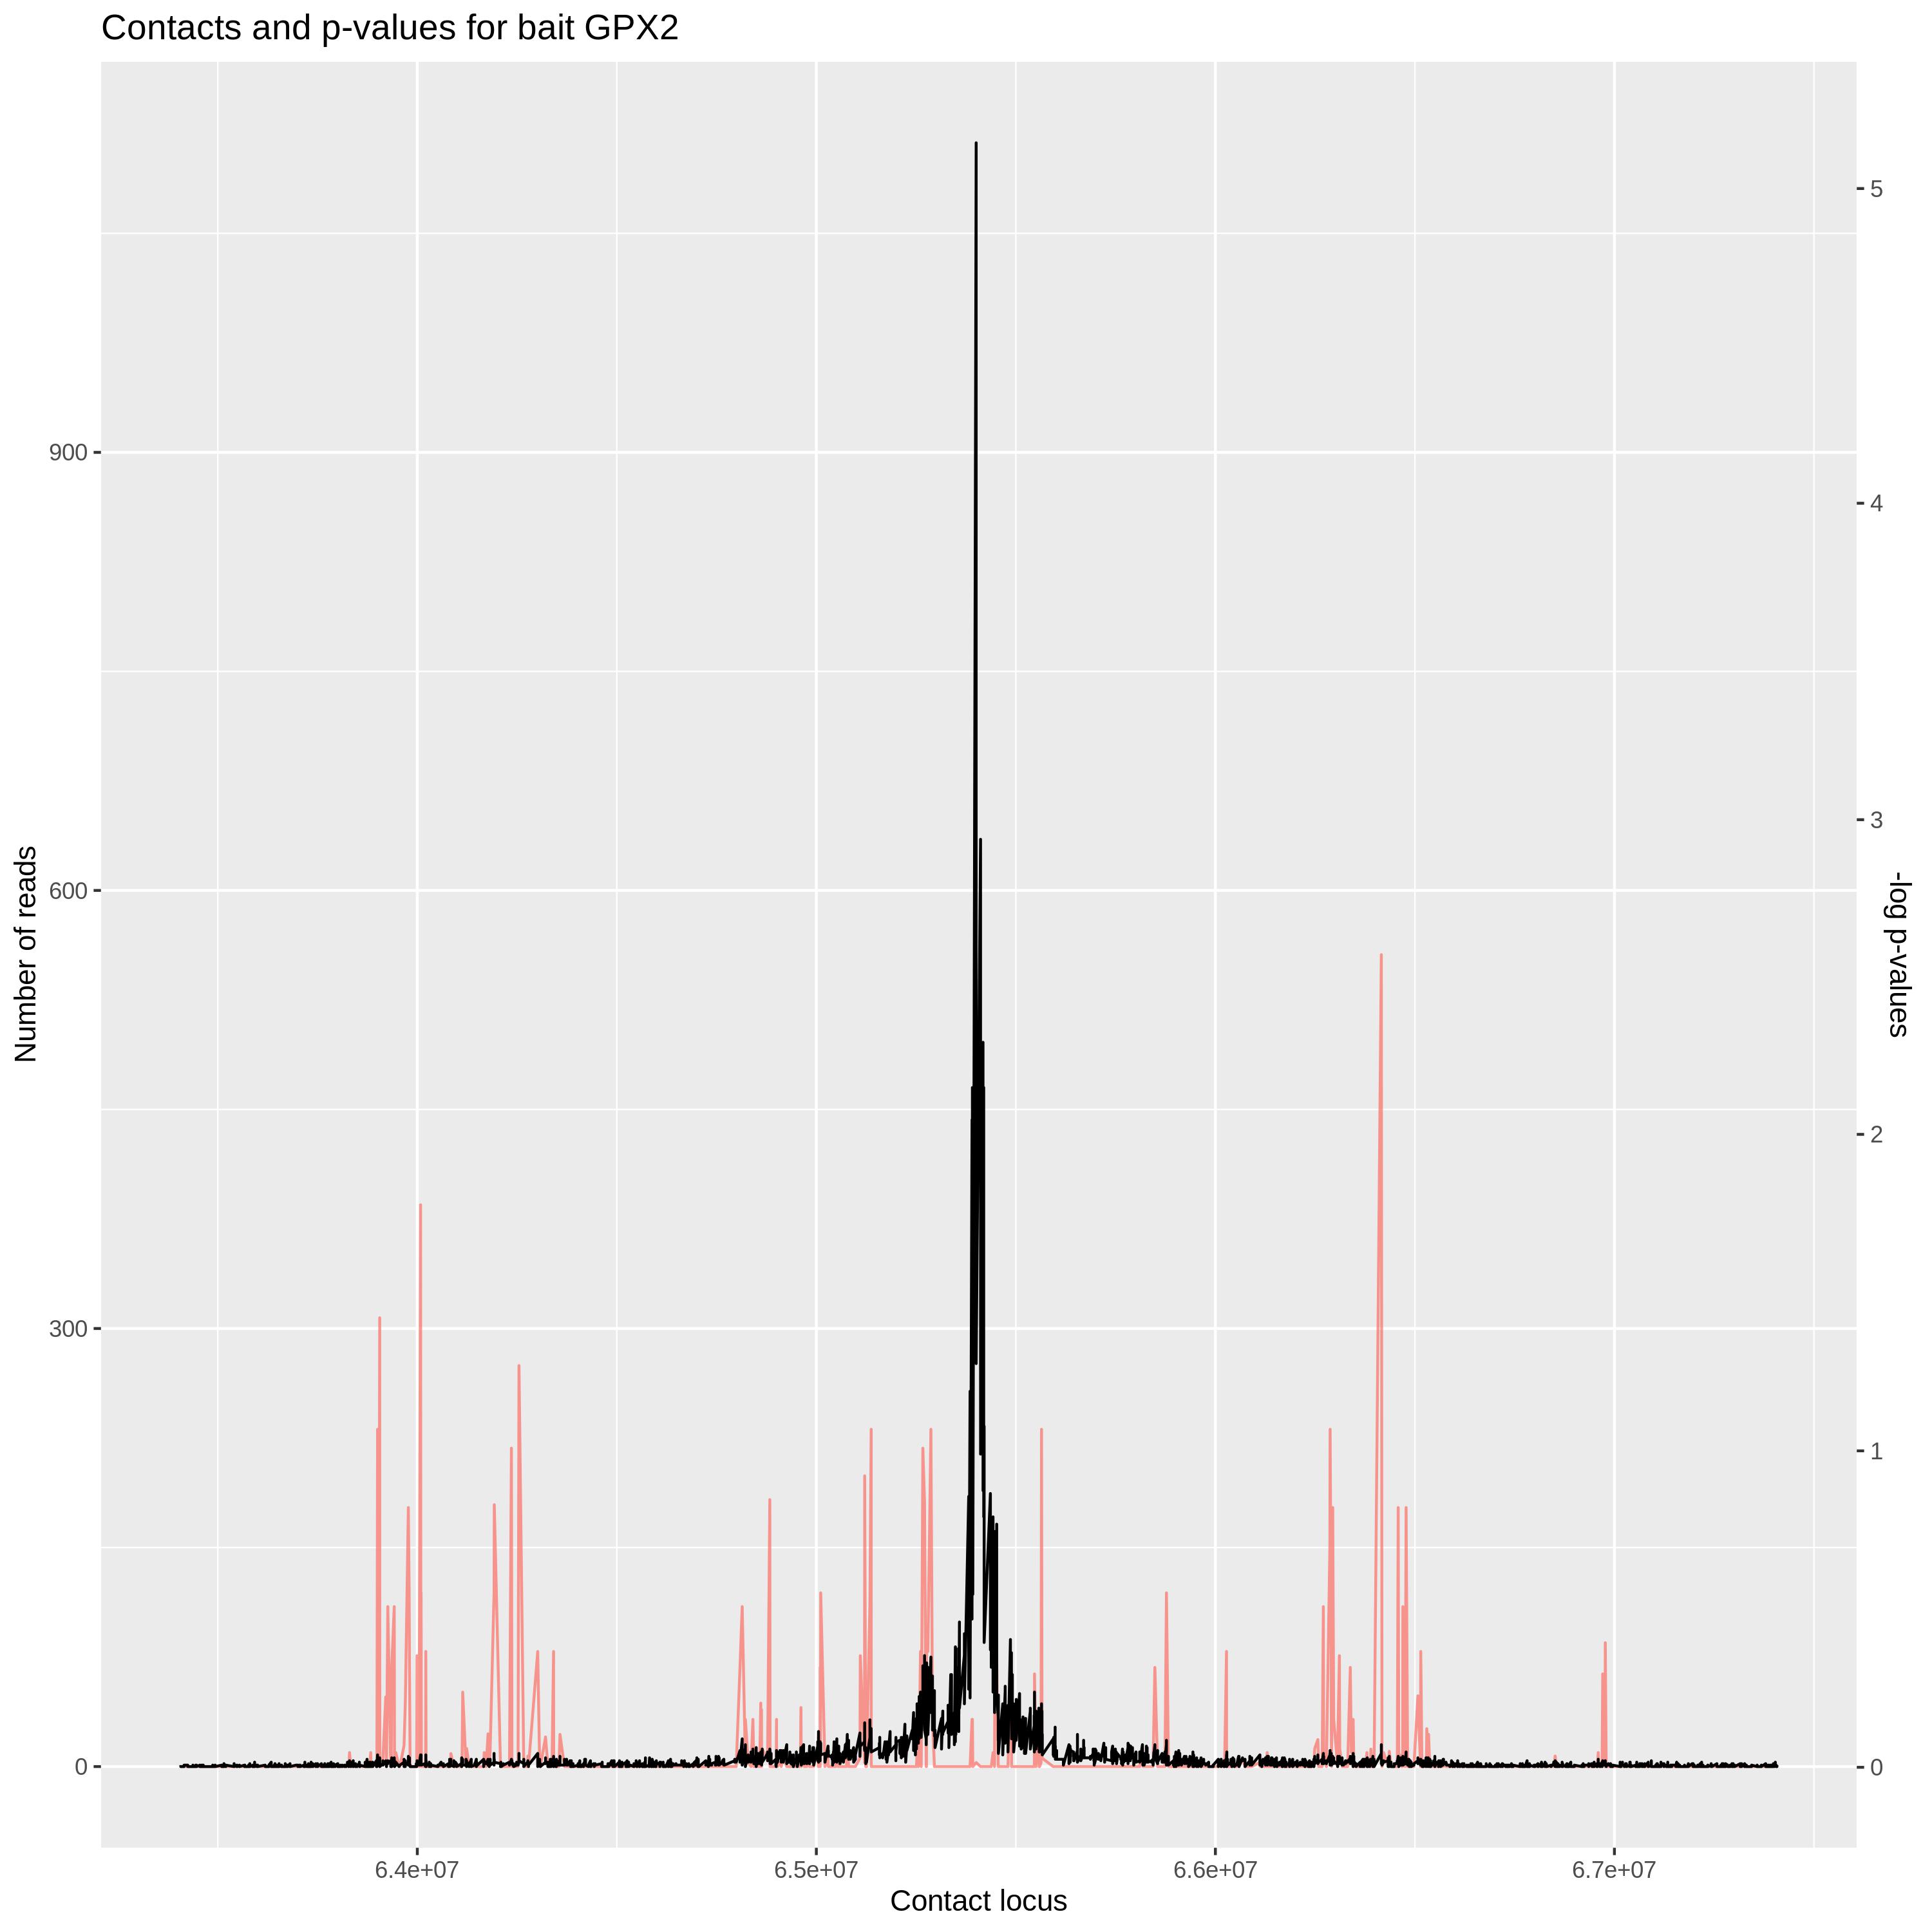 Contacts and p-values for bait GPX2
Number of reads
900
600
300
0
5
4
3
2
1
0
-log p-values
6.4e+07
6.5e+07
6.6e+07
6.7e+07
Contact locus